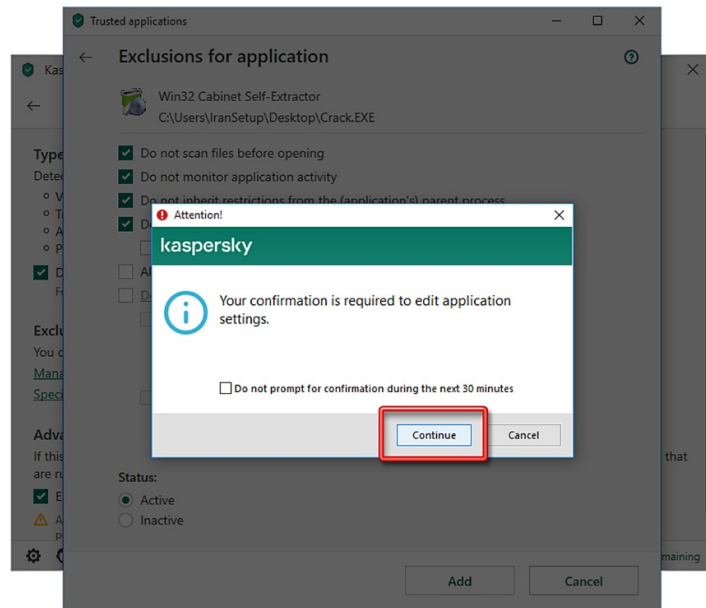 Trusted applications
Exclusions for application
Win32 Cabinet Self-Extractor
C:\Users\IranSetup\Desktop\Crack.EXE
Do not scan files before opening
Do not monitor application activity
Do not inherit restrictions from the (application's) parent process
Attention!
kaspersky
Your confirmation is required to edit application
settings.
Do not prompt for confirmation during the next 30 minutes
Continue
Cancel
Status:
Active
Inactive
Add
Cancel
Kas
Type
Dete
Exclu
You c
Mana
Speci
Adva
If this
that
are ru
maining